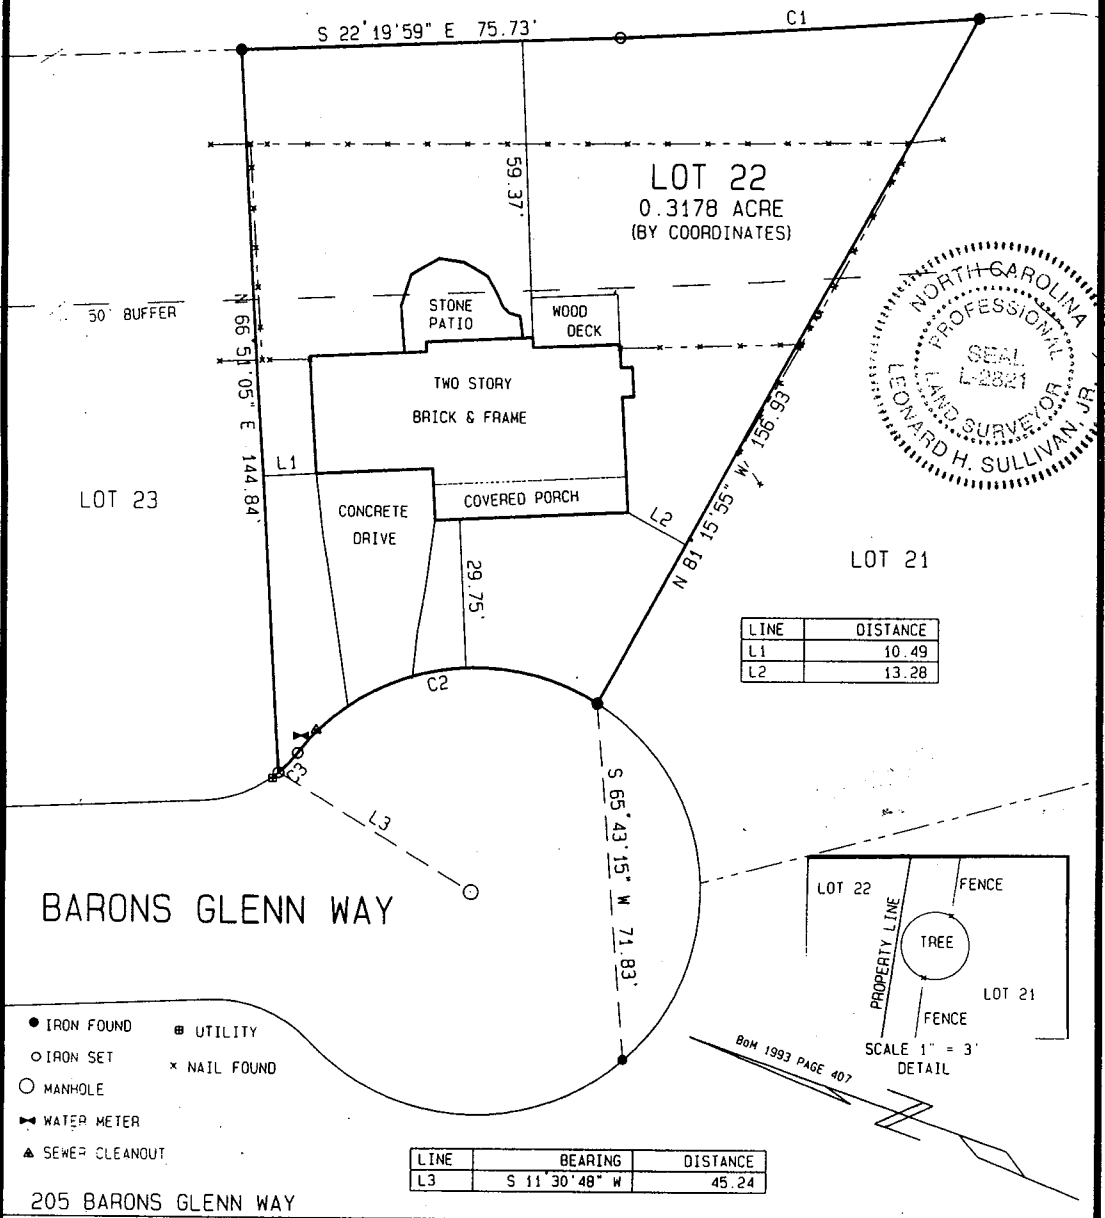 S 22°19'59" E 75.73'
C1
59.37'
LOT 22
0.3178 ACRE
(BY COORDINATES)
NORTH CAROLINA
PROFESSIONAL
SEAL
L-2821
LAND SURVEYOR
LEONARD H. SULLIVAN, JR.
50' BUFFER
STONE
PATIO
WOOD
DECK
N 66°51'05" E 144.84'
TWO STORY
BRICK & FRAME
N 81°15'55" W 156.93'
L1
LOT 23
CONCRETE
DRIVE
COVERED PORCH
L2
LOT 21
29.75'
LINE DISTANCE
L1 10.49
L2 13.28
C2
C3
L3
S 65°43'15" W 71.83'
BARONS GLENN WAY
LOT 22
FENCE
PROPERTY LINE
TREE
LOT 21
FENCE
SCALE 1" = 3'
DETAIL
BOM 1993 PAGE 407
IRON FOUND
UTILITY
IRON SET
NAIL FOUND
MANHOLE
WATER METER
SEWER CLEANOUT
LINE BEARING DISTANCE
L3 S 11°30'48" W 45.24
205 BARONS GLENN WAY